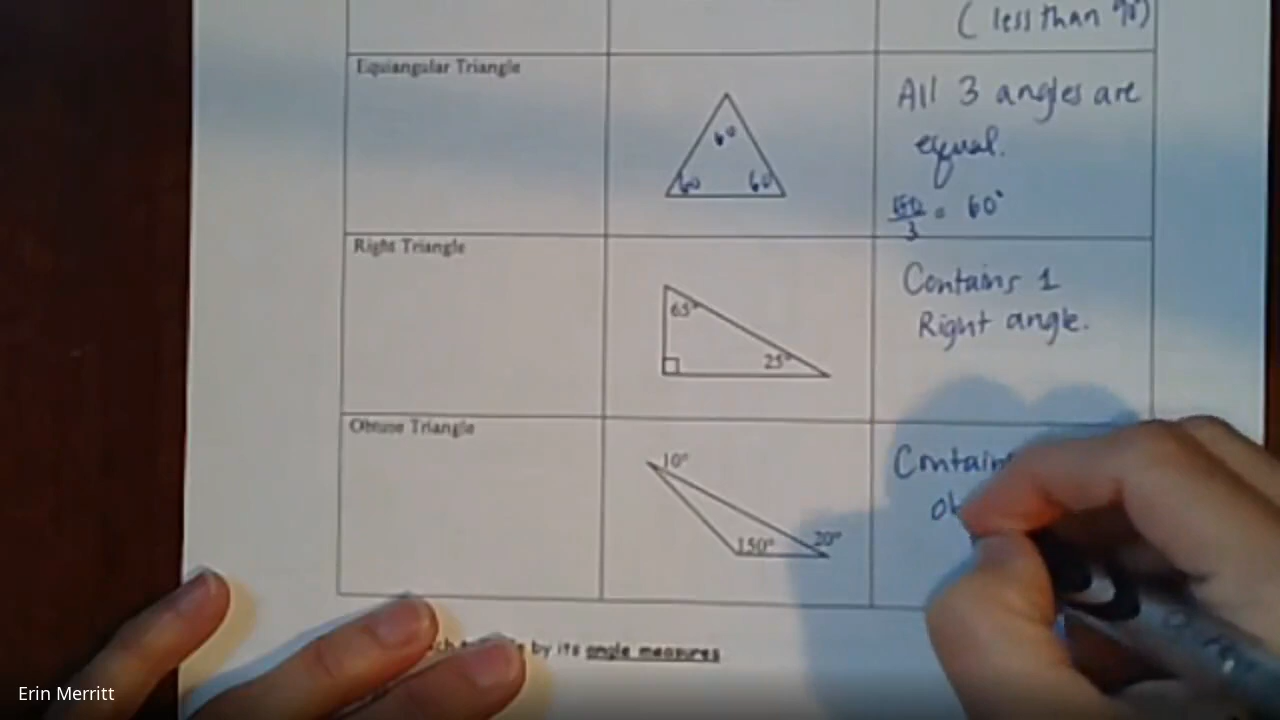 ( less than 90)
Equiangular Triangle
60
60 60
All 3 angles are
equal.
180
3
= 60°
Right Triangle
65°
25°
Contains 1
Right angle.
Obtuse Triangle
10°
150° 20°
Contain
ob
by its angle measures
Erin Merritt